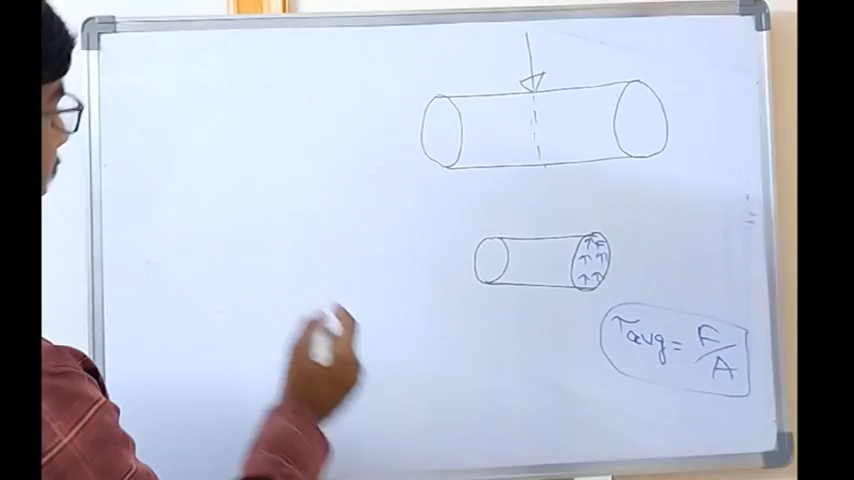 τavg = F/A